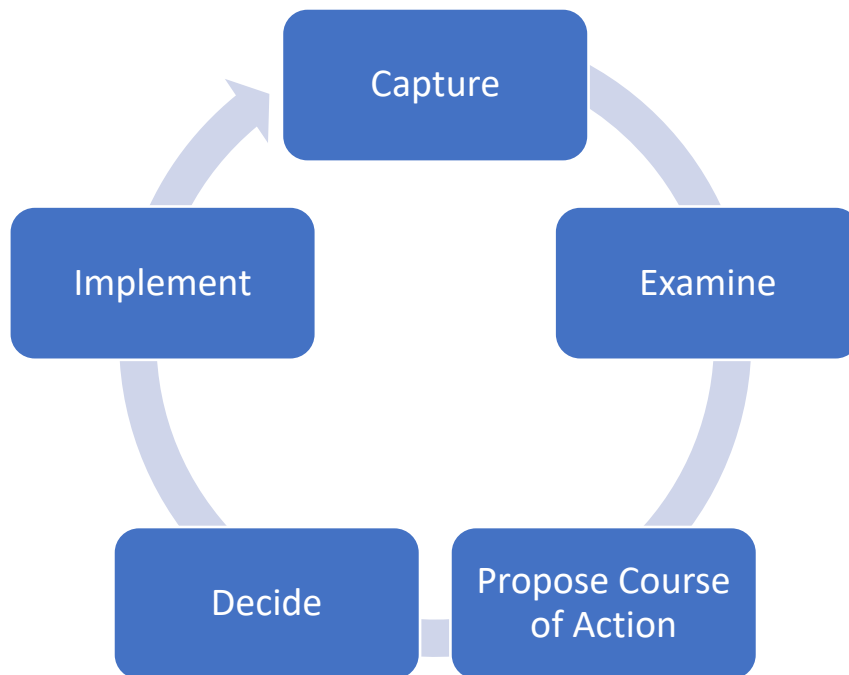 Capture
Examine
Propose Course
of Action
Decide
Implement